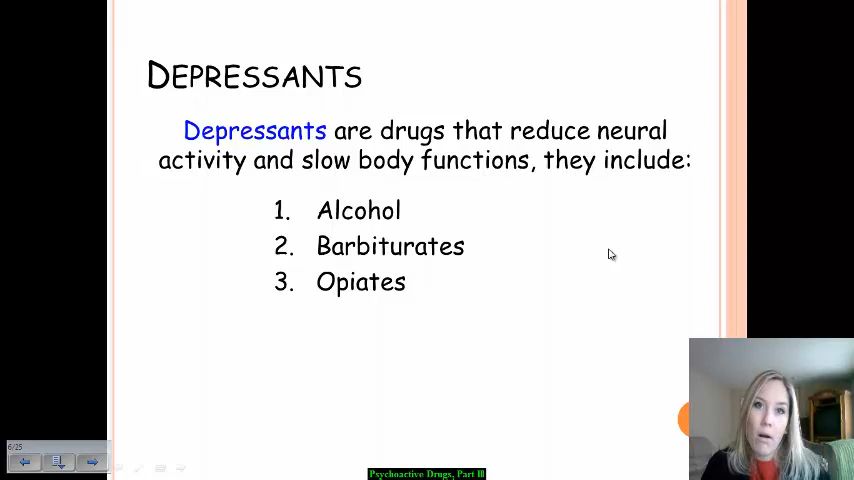 DEPRESSANTS
Depressants are drugs that reduce neural
activity and slow body functions, they include:
1. Alcohol
2. Barbiturates
3. Opiates
6/25
Psychoactive Drugs, Part III